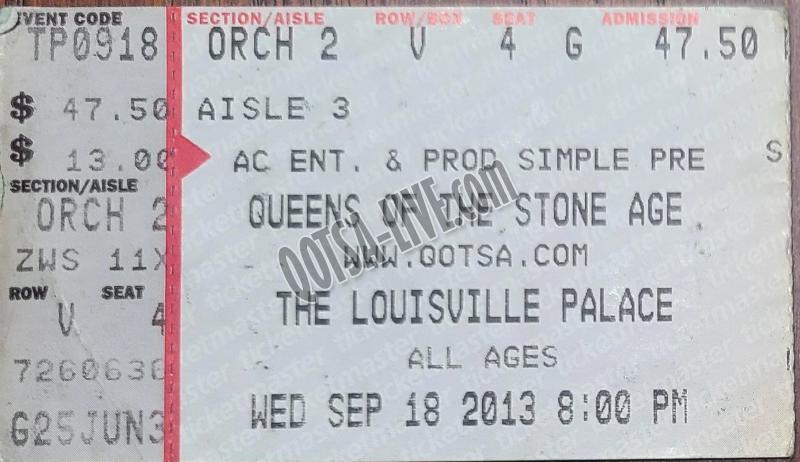 EVENT CODE SECTION/AISLE ROW/BOX SEAT ADMISSION
TP0918 ORCH 2 V 4 G 47.50
$ 47.50 AISLE 3
$ 13.00 AC ENT. & PROD SIMPLE PRE S
SECTION/AISLE
ORCH 2 QUEENS OF THE STONE AGE
ZWS 11X WWW.QOTSA.COM
ROW SEAT
V 4 THE LOUISVILLE PALACE
7260636 ALL AGES
G25JUN3 WED SEP 18 2013 8:00 PM
QOTSA-LIVE.com